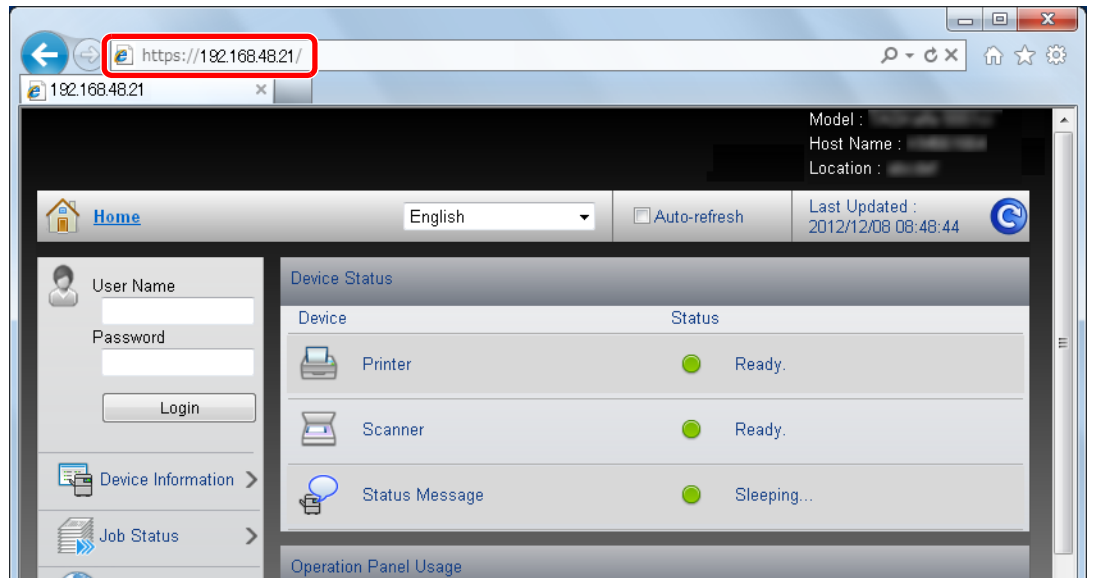 https://192.168.48.21/
192.168.48.21
Model :
Host Name :
Location :
Home
English
Auto-refresh
Last Updated :
2012/12/08 08:48:44
User Name
Password
Login
Device Information
Job Status
Device Status
Device Status
Printer Ready.
Scanner Ready.
Status Message Sleeping...
Operation Panel Usage